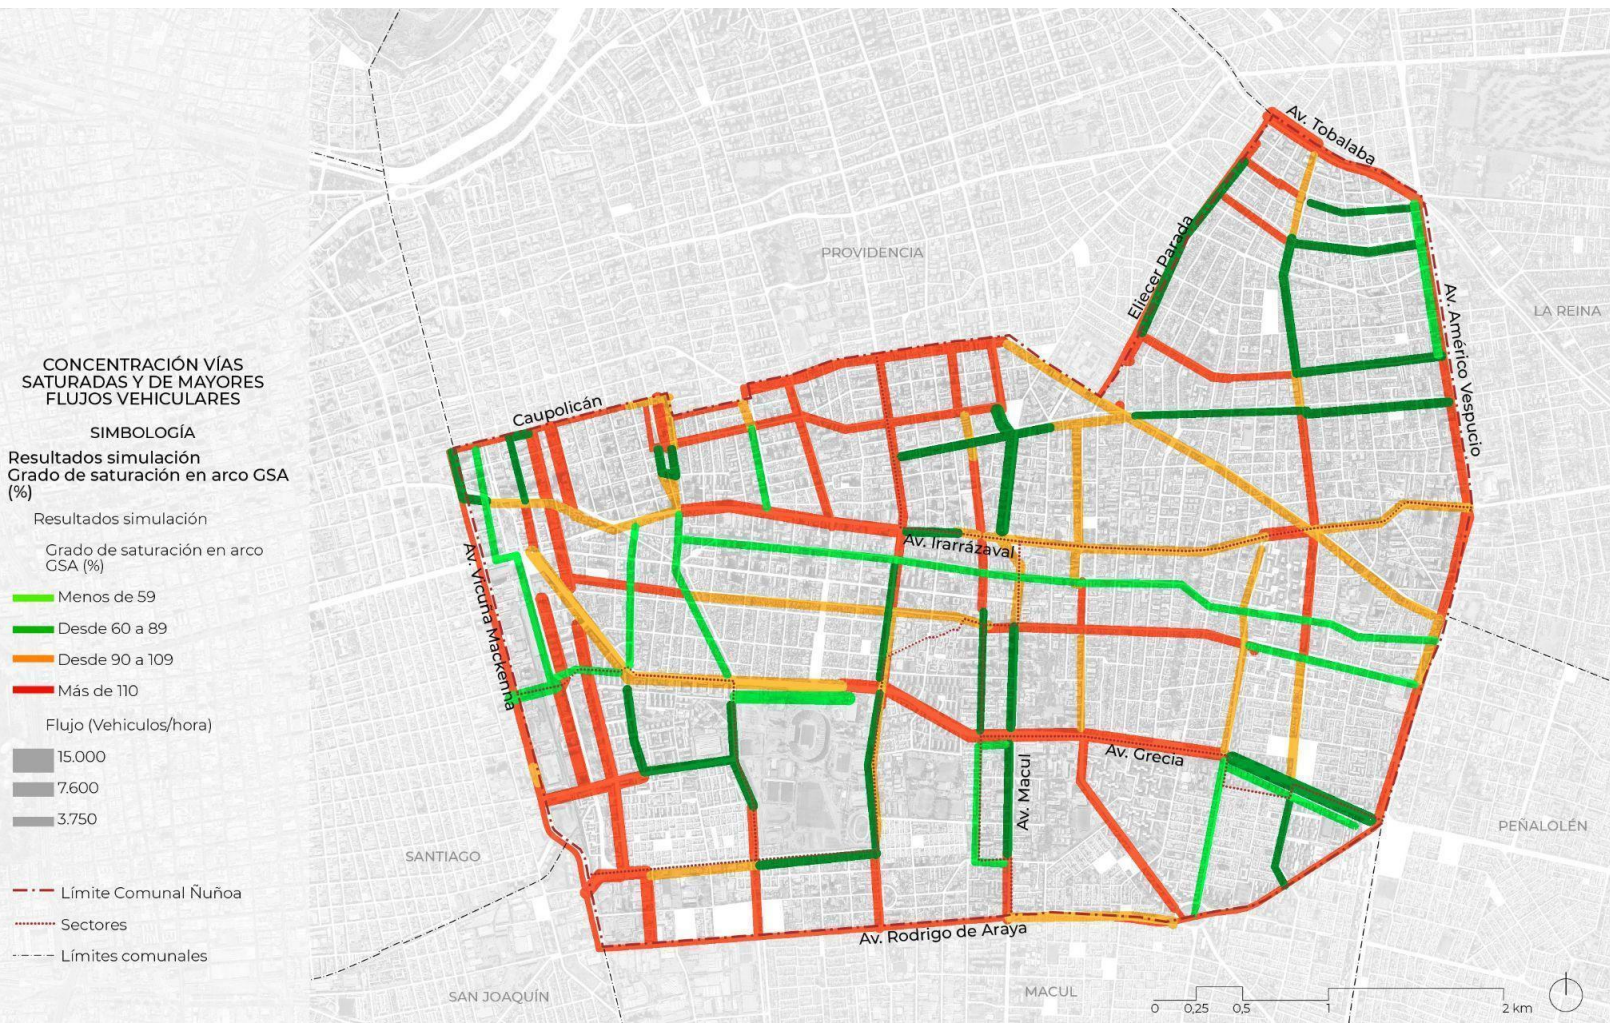 CONCENTRACIÓN VÍAS
SATURADAS Y DE MAYORES
FLUJOS VEHICULARES
SIMBOLOGÍA
Resultados simulación
Grado de saturación en arco GSA
(%)
Resultados simulación
Grado de saturación en arco
GSA (%)
Menos de 59
Desde 60 a 89
Desde 90 a 109
Más de 110
Flujo (Vehiculos/hora)
15.000
7.600
3.750
Límite Comunal Ñuñoa
Sectores
Límites comunales
Av. Tobalaba
PROVIDENCIA
Eliecer Parada
LA REINA
Av. Américo Vespucio
Caupolicán
Av. Irarrázaval
Av. Vicuña Mackenna
Av. Grecia
Av. Macul
PEÑALOLÉN
SANTIAGO
Av. Rodrigo de Araya
SAN JOAQUÍN
MACUL
0 0,25 0,5 1 2 km